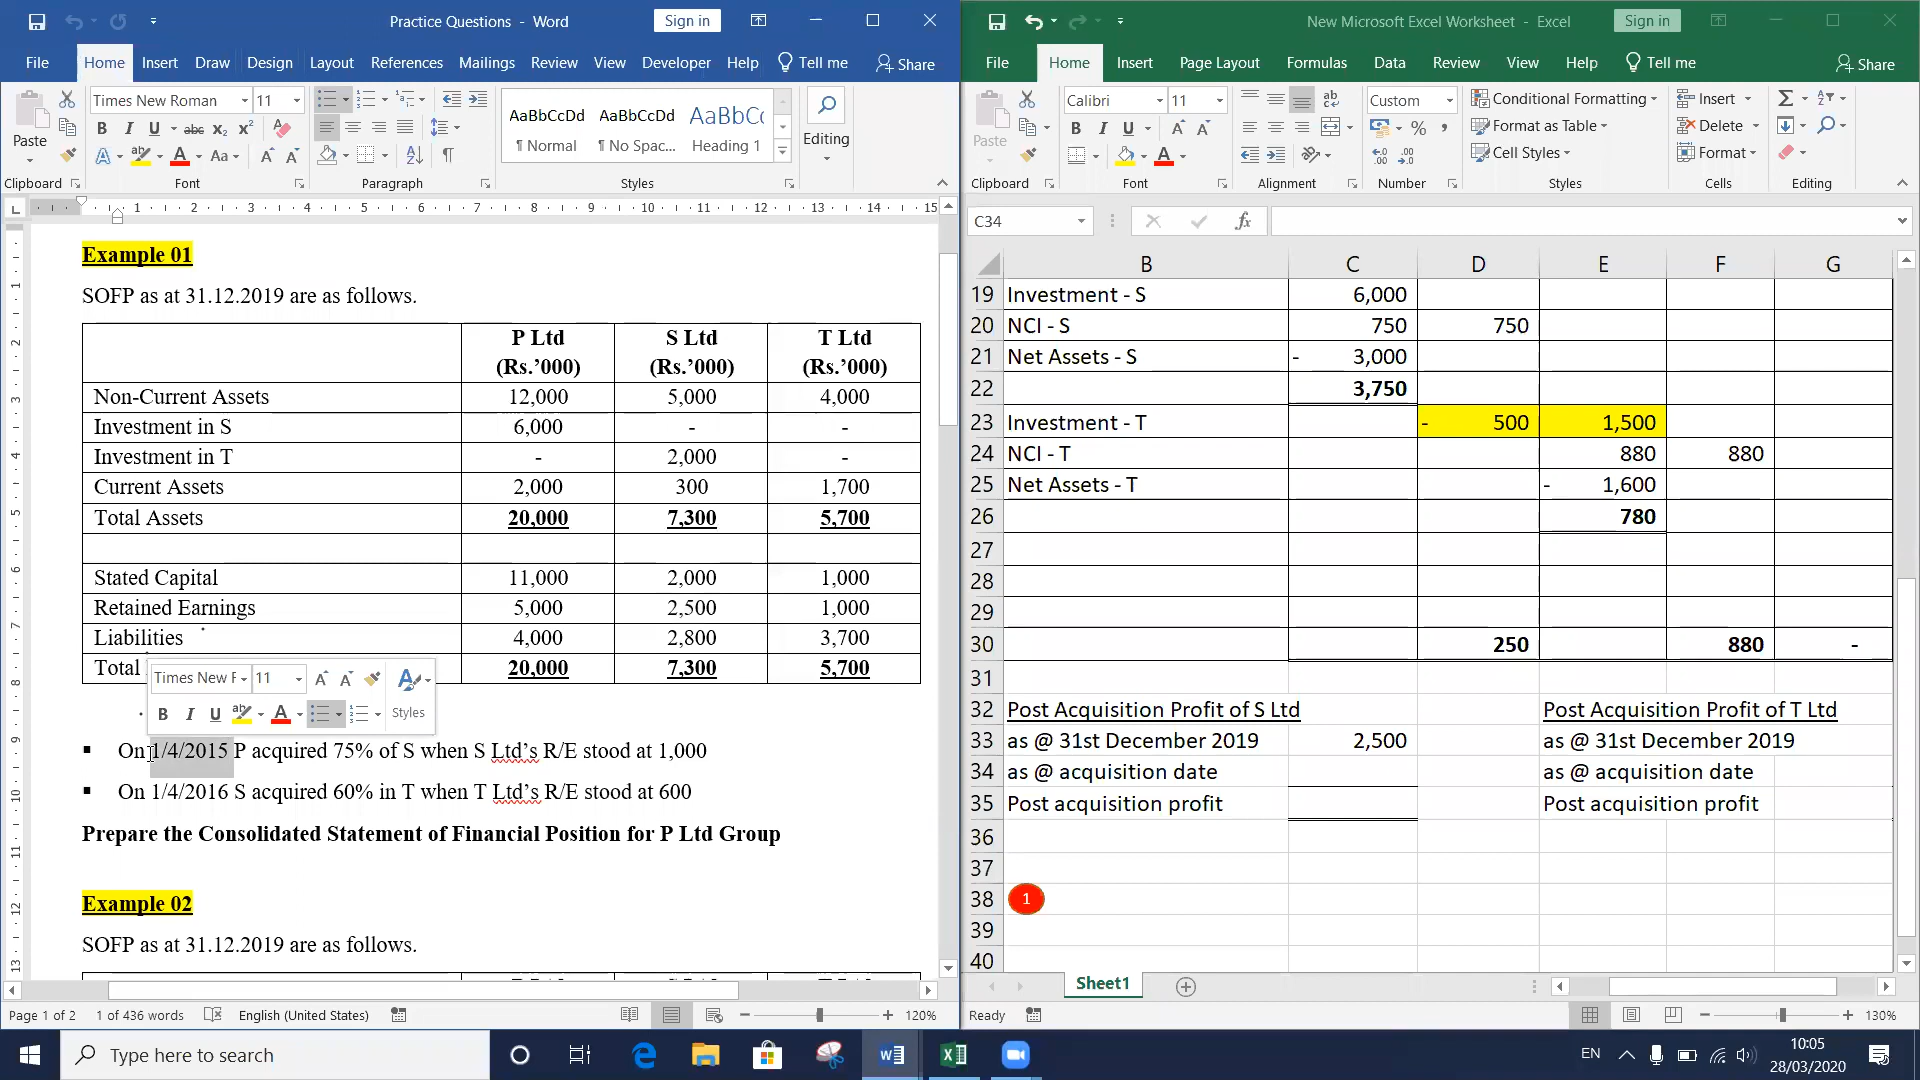 Practice Questions - Word
Sign in
File Home Insert Draw Design Layout References Mailings Review View Developer Help Tell me Share
Times New Roman 11
Paste
AaBbCcDd AaBbCcDd AaBbCc
¶ Normal ¶ No Spac... Heading 1
Editing
Clipboard Font Paragraph Styles
1 2 3 4 5 6 7 8 9 10 11 12 13 14 15
Example 01
SOFP as at 31.12.2019 are as follows.
P Ltd S Ltd T Ltd
(Rs.’000) (Rs.’000) (Rs.’000)
Non-Current Assets 12,000 5,000 4,000
Investment in S 6,000 - -
Investment in T - 2,000 -
Current Assets 2,000 300 1,700
Total Assets 20,000 7,300 5,700
Stated Capital 11,000 2,000 1,000
Retained Earnings 5,000 2,500 1,000
Liabilities 4,000 2,800 3,700
Total 20,000 7,300 5,700
Times New F 11
B I U Styles
▪ On 1/4/2015 P acquired 75% of S when S Ltd’s R/E stood at 1,000
▪ On 1/4/2016 S acquired 60% in T when T Ltd’s R/E stood at 600
Prepare the Consolidated Statement of Financial Position for P Ltd Group
Example 02
SOFP as at 31.12.2019 are as follows.
Page 1 of 2 1 of 436 words English (United States) 120%
New Microsoft Excel Worksheet - Excel
Sign in
File Home Insert Page Layout Formulas Data Review View Help Tell me Share
Calibri 11
Custom
Paste
Conditional Formatting
Format as Table
Cell Styles
Insert
Delete
Format
Clipboard Font Alignment Number Styles Cells Editing
C34
B C D E F G
19 Investment - S 6,000
20 NCI - S 750 750
21 Net Assets - S - 3,000
22 3,750
23 Investment - T - 500 1,500
24 NCI - T 880 880
25 Net Assets - T - 1,600
26 780
27
28
29
30 250 880 -
31
32 Post Acquisition Profit of S Ltd Post Acquisition Profit of T Ltd
33 as @ 31st December 2019 2,500 as @ 31st December 2019
34 as @ acquisition date as @ acquisition date
35 Post acquisition profit Post acquisition profit
36
37
38 1
39
40
Sheet1
Ready 130%
Type here to search
EN 10:05
28/03/2020